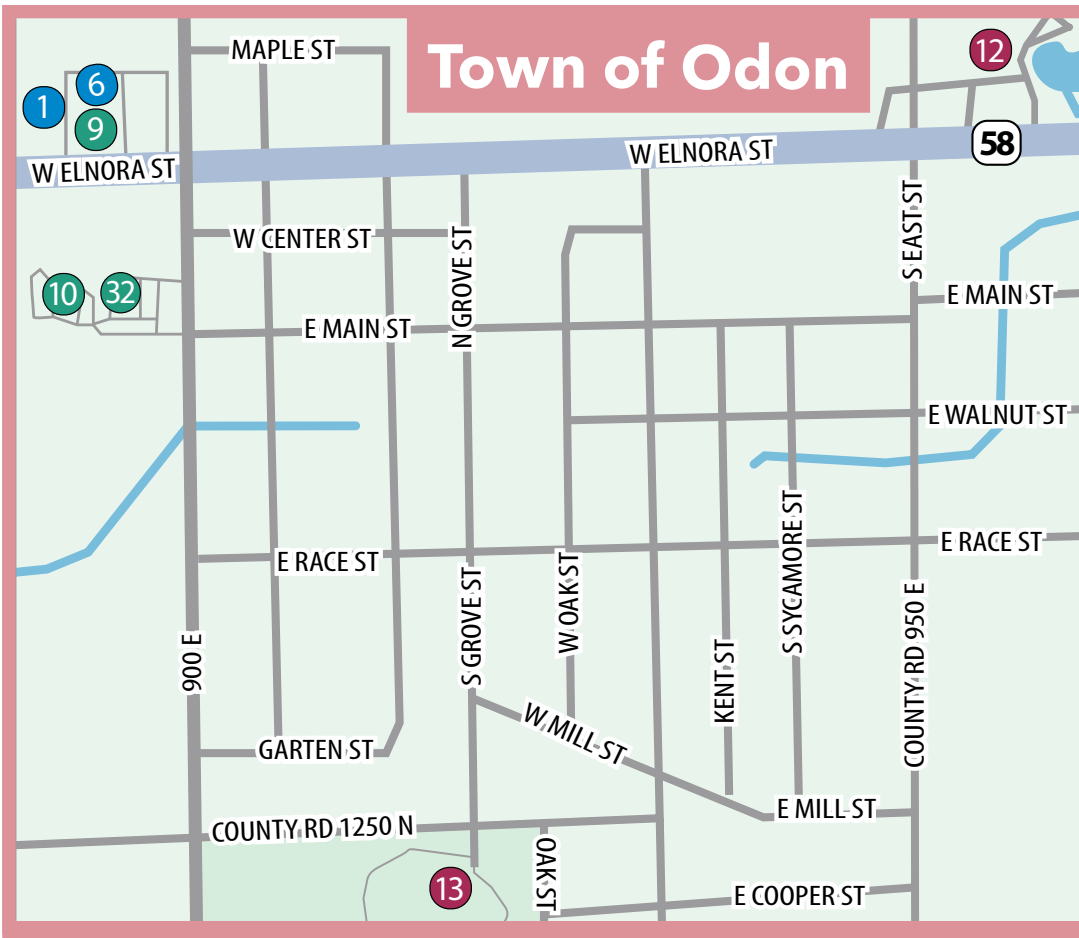 Town of Odon
MAPLE ST
12
6
1
9
58
W ELNORA ST
W ELNORA ST
S EAST ST
W CENTER ST
N GROVE ST
10
32
E MAIN ST
E MAIN ST
E WALNUT ST
S SYCAMORE ST
E RACE ST
E RACE ST
W OAK ST
S GROVE ST
900 E
KENT ST
COUNTY RD 950 E
W MILL ST
GARTEN ST
E MILL ST
COUNTY RD 1250 N
OAK ST
13
E COOPER ST